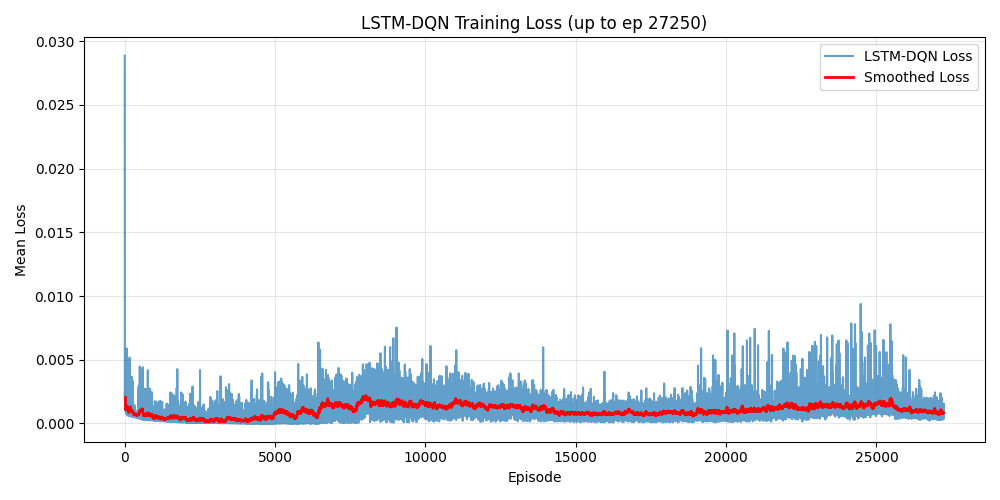 LSTM-DQN Training Loss (up to ep 27250)
LSTM-DQN Loss
Smoothed Loss
Mean Loss
0.030
0.025
0.020
0.015
0.010
0.005
0.000
0 5000 10000 15000 20000 25000
Episode